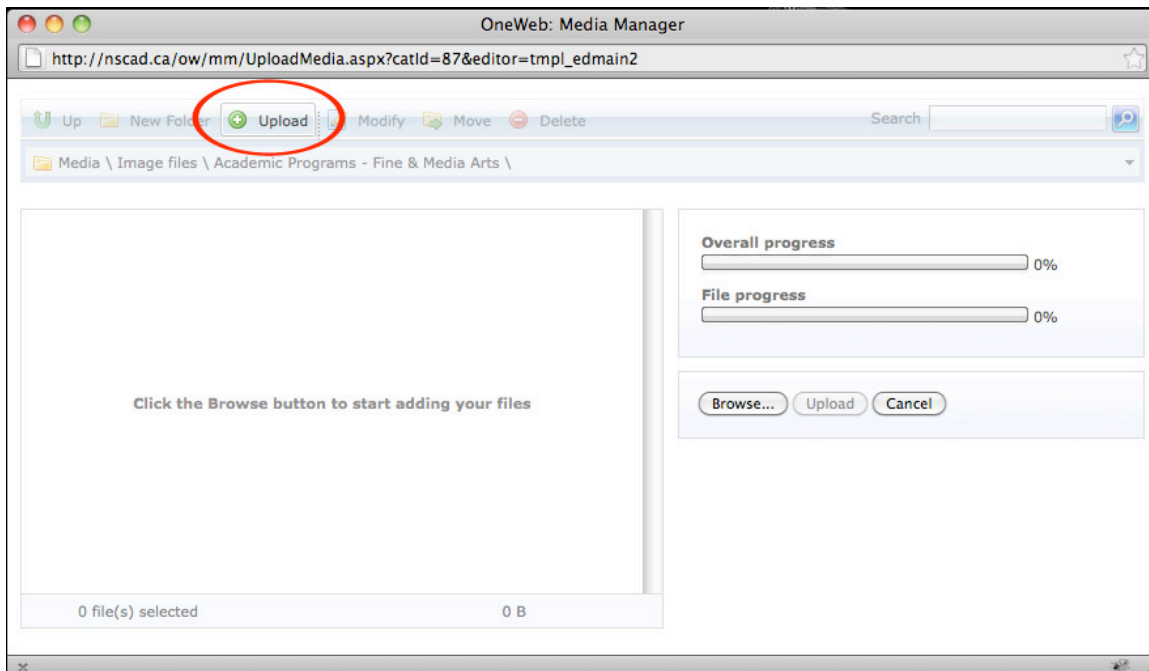 OneWeb: Media Manager
http://nscad.ca/ow/mm/UploadMedia.aspx?catId=87&editor=tmpl_edmain2
Up New Folder Upload Modify Move Delete Search
Media \ Image files \ Academic Programs - Fine & Media Arts \
Overall progress
0%
File progress
0%
Click the Browse button to start adding your files
Browse... Upload Cancel
0 file(s) selected 0 B